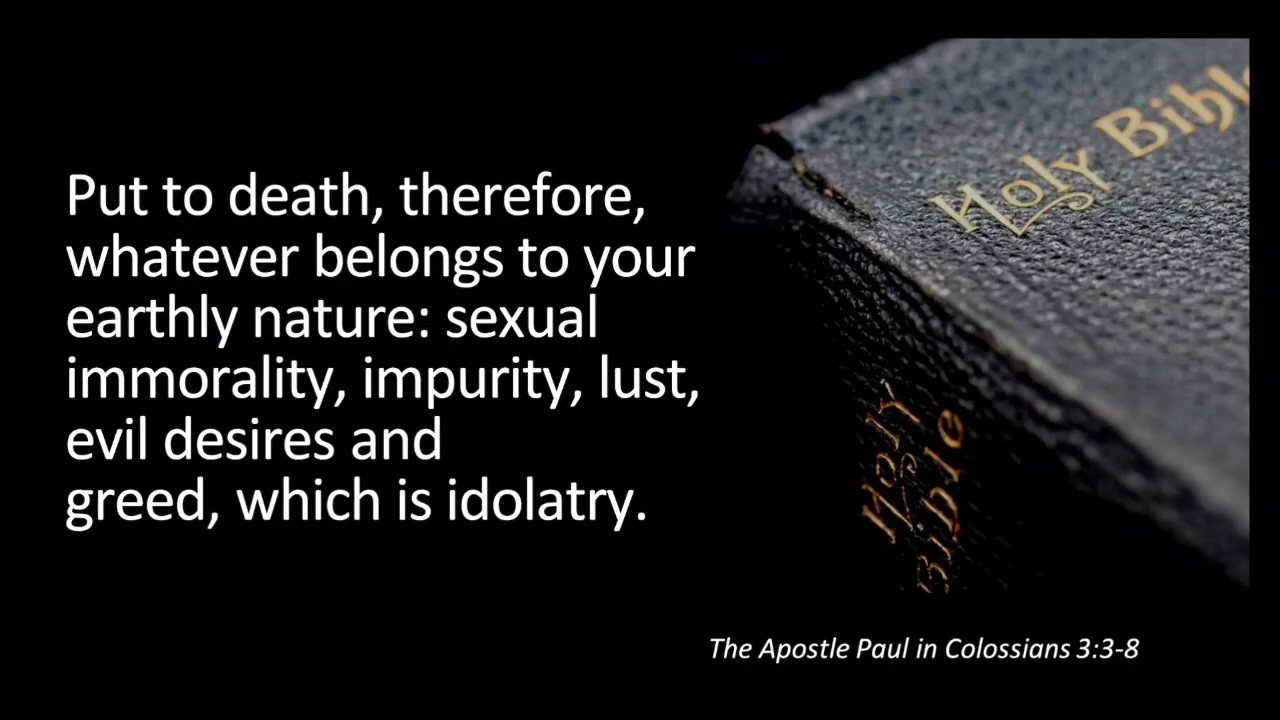 Put to death, therefore,
whatever belongs to your
earthly nature: sexual
immorality, impurity, lust,
evil desires and
greed, which is idolatry.
Holy Bible
Holy
Bible
The Apostle Paul in Colossians 3:3-8